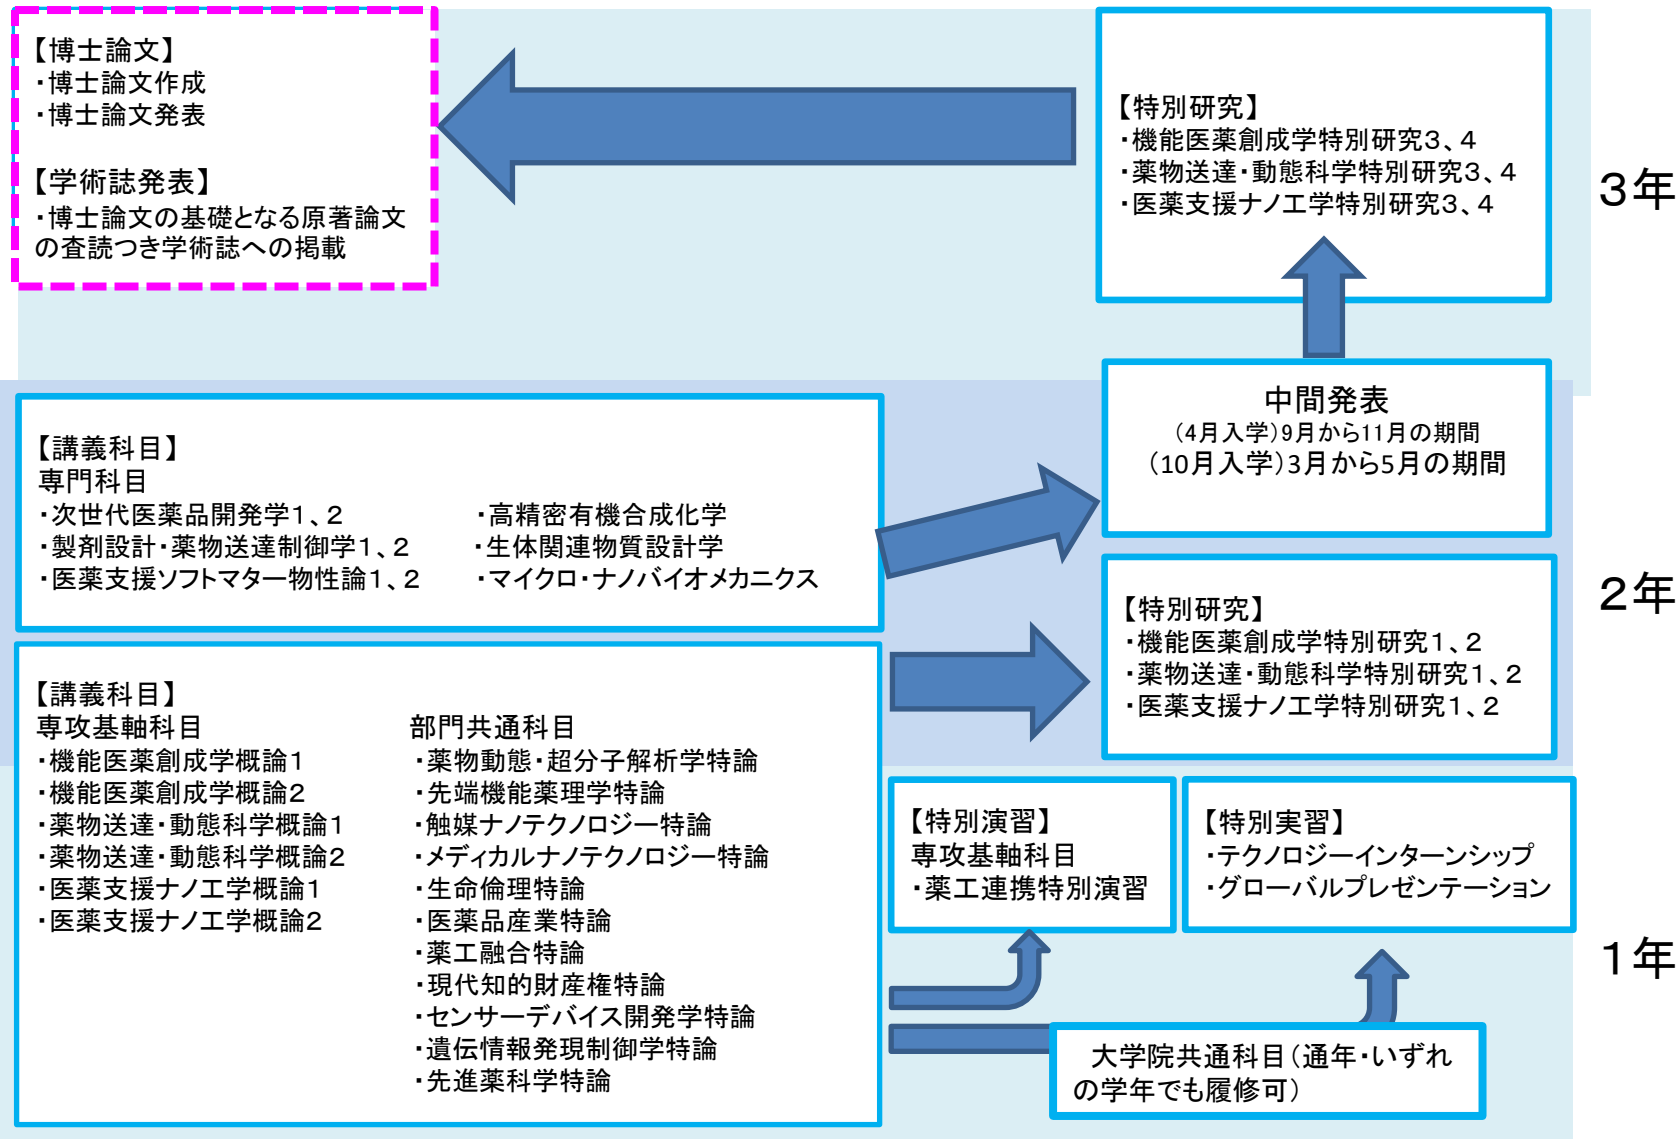 【博士論文】
・博士論文作成
・博士論文発表
【学術誌発表】
・博士論文の基礎となる原著論文
の査読つき学術誌への掲載
【特別研究】
・機能医薬創成学特別研究3、4
・薬物送達・動態科学特別研究3、4
・医薬支援ナノ工学特別研究3、4
3年
中間発表
(4月入学)9月から11月の期間
(10月入学)3月から5月の期間
【講義科目】
専門科目
・次世代医薬品開発学1、2
・製剤設計・薬物送達制御学1、2
・医薬支援ソフトマター物性論1、2
・高精密有機合成化学
・生体関連物質設計学
・マイクロ・ナノバイオメカニクス
【特別研究】
・機能医薬創成学特別研究1、2
・薬物送達・動態科学特別研究1、2
・医薬支援ナノ工学特別研究1、2
2年
【講義科目】
専攻基軸科目
・機能医薬創成学概論1
・機能医薬創成学概論2
・薬物送達・動態科学概論1
・薬物送達・動態科学概論2
・医薬支援ナノ工学概論1
・医薬支援ナノ工学概論2
部門共通科目
・薬物動態・超分子解析学特論
・先端機能薬理学特論
・触媒ナノテクノロジー特論
・メディカルナノテクノロジー特論
・生命倫理特論
・医薬品産業特論
・薬工融合特論
・現代知的財産権特論
・センサーデバイス開発学特論
・遺伝情報発現制御学特論
・先進薬科学特論
【特別演習】
専攻基軸科目
・薬工連携特別演習
【特別実習】
・テクノロジーインターンシップ
・グローバルプレゼンテーション
1年
大学院共通科目(通年・いずれ
の学年でも履修可)